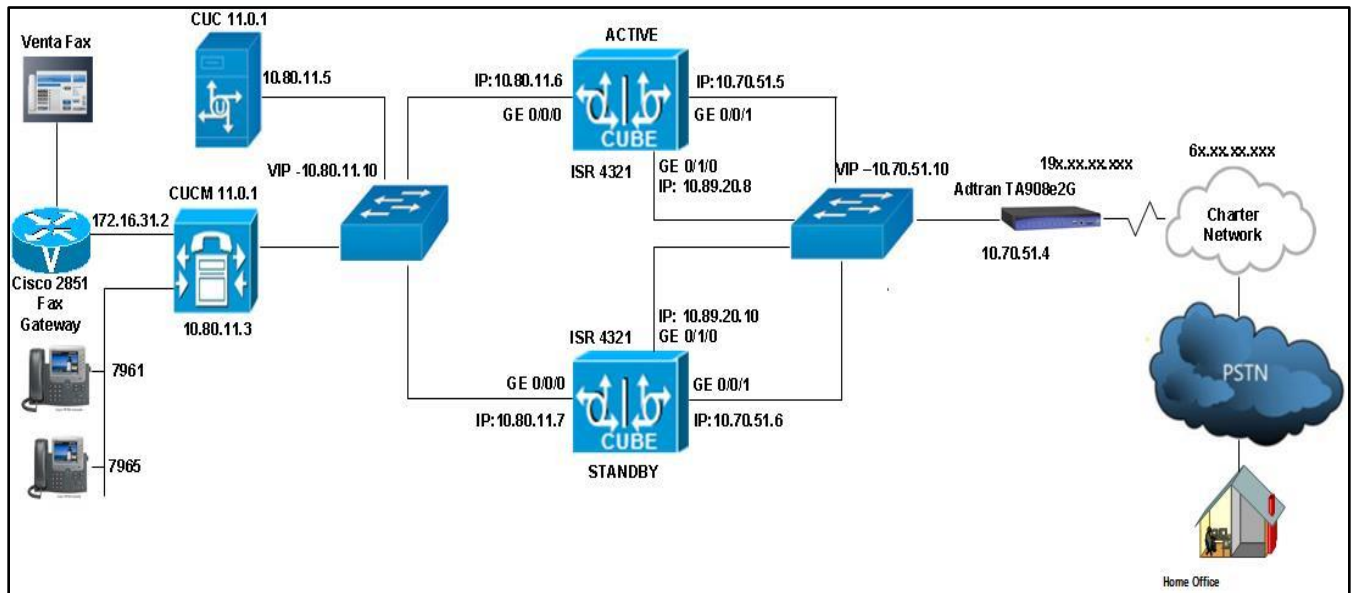 CUC 11.0.1
ACTIVE
Venta Fax
10.80.11.5
IP:10.80.11.6
IP:10.70.51.5
GE 0/0/0
GE 0/0/1
CUBE
VIP -10.80.11.10
ISR 4321
GE 0/1/0
IP: 10.89.20.8
VIP –10.70.51.10
19x.xx.xx.xxx
6x.xx.xx.xxx
Adtran TA908e2G
CUCM 11.0.1
172.16.31.2
Charter
Network
10.70.51.4
V
Cisco 2851
Fax
Gateway
10.80.11.3
IP: 10.89.20.10
ISR 4321
GE 0/1/0
7961
GE 0/0/0
GE 0/0/1
PSTN
IP:10.80.11.7
IP:10.70.51.6
CUBE
7965
STANDBY
Home Office